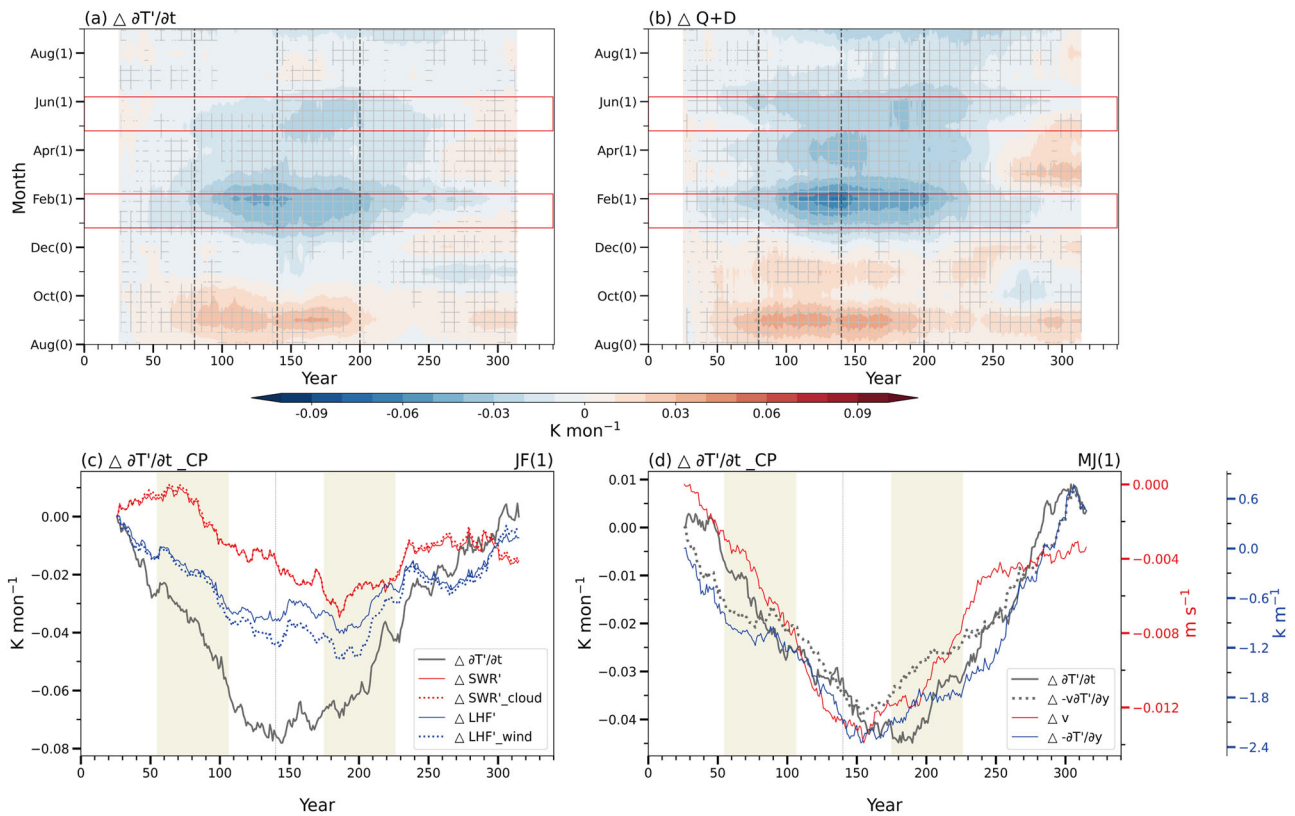 (a) △ ∂T'/∂t
(b) △ Q+D
Month
Aug(1)
Jun(1)
Apr(1)
Feb(1)
Dec(0)
Oct(0)
Aug(0)
0 50 100 150 200 250 300
Year
Aug(1)
Jun(1)
Apr(1)
Feb(1)
Dec(0)
Oct(0)
Aug(0)
0 50 100 150 200 250 300
Year
-0.09 -0.06 -0.03 0 0.03 0.06 0.09
K mon⁻¹
(c) △ ∂T'/∂t _CP JF(1)
K mon⁻¹
0.00
−0.02
−0.04
−0.06
−0.08
△ ∂T'/∂t
△ SWR'
△ SWR'_cloud
△ LHF'
△ LHF'_wind
0 50 100 150 200 250 300
Year
(d) △ ∂T'/∂t _CP MJ(1)
K mon⁻¹
0.01
0.00
−0.01
−0.02
−0.03
−0.04
△ ∂T'/∂t
△ -v∂T'/∂y
△ v
△ -∂T'/∂y
0 50 100 150 200 250 300
Year
0.000
−0.004
−0.008
−0.012
m s⁻¹
0.6
0.0
−0.6
−1.2
−1.8
−2.4
k m⁻¹